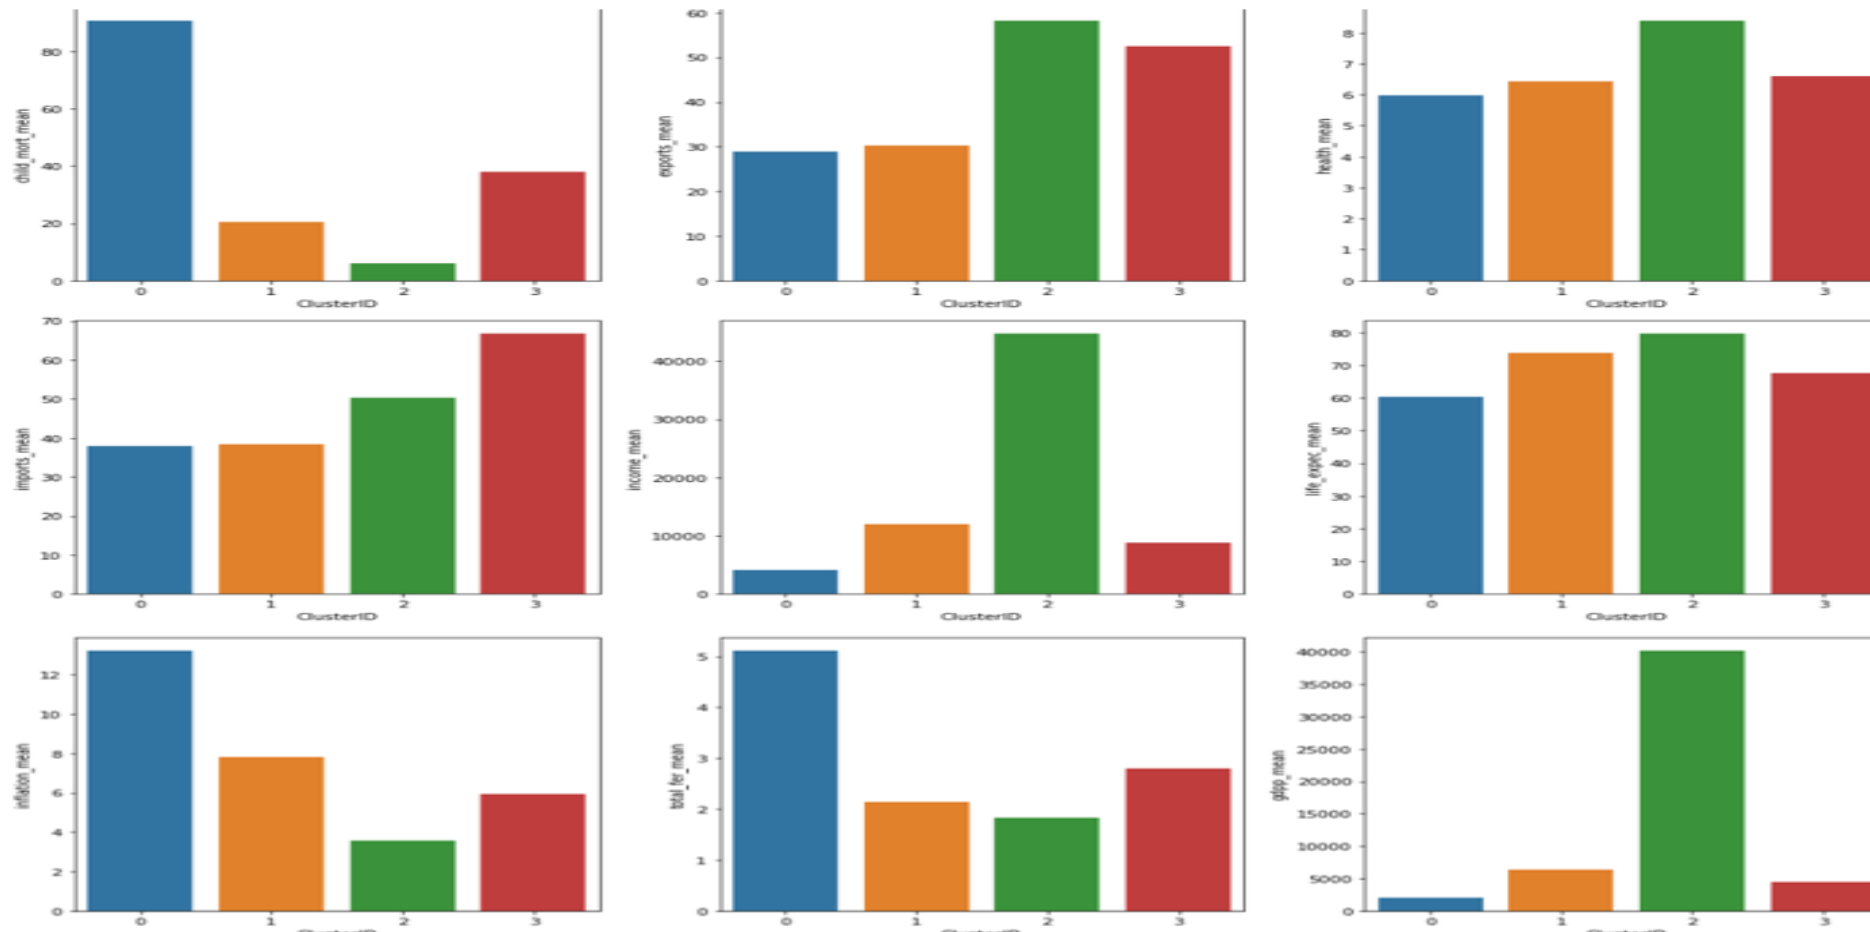 child_mort_mean
80
60
40
20
0
0 1 2 3
ClusterID
exports_mean
60
50
40
30
20
10
0
0 1 2 3
ClusterID
health_mean
8
7
6
5
4
3
2
1
0
0 1 2 3
ClusterID
imports_mean
70
60
50
40
30
20
10
0
0 1 2 3
ClusterID
income_mean
40000
30000
20000
10000
0
0 1 2 3
ClusterID
life_expec_mean
80
70
60
50
40
30
20
10
0
0 1 2 3
ClusterID
inflation_mean
12
10
8
6
4
2
0
0 1 2 3
ClusterID
total_fer_mean
5
4
3
2
1
0
0 1 2 3
ClusterID
gdpp_mean
40000
35000
30000
25000
20000
15000
10000
5000
0
0 1 2 3
ClusterID